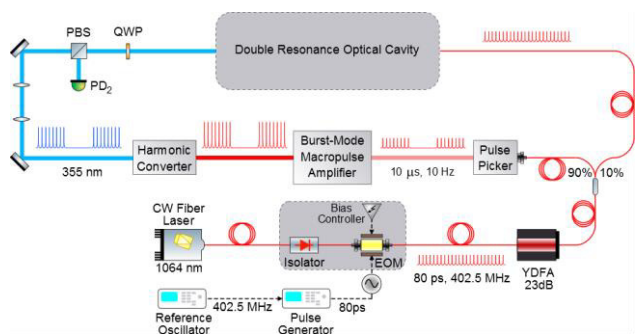 PBS
QWP
Double Resonance Optical Cavity
PD2
355 nm
Harmonic
Converter
Burst-Mode
Macropulse
Amplifier
10 μs, 10 Hz
Pulse
Picker
90%
10%
CW Fiber
Laser
1064 nm
Isolator
Bias
Controller
EOM
80 ps, 402.5 MHz
YDFA
23dB
Reference
Oscillator
402.5 MHz
Pulse
Generator
80ps